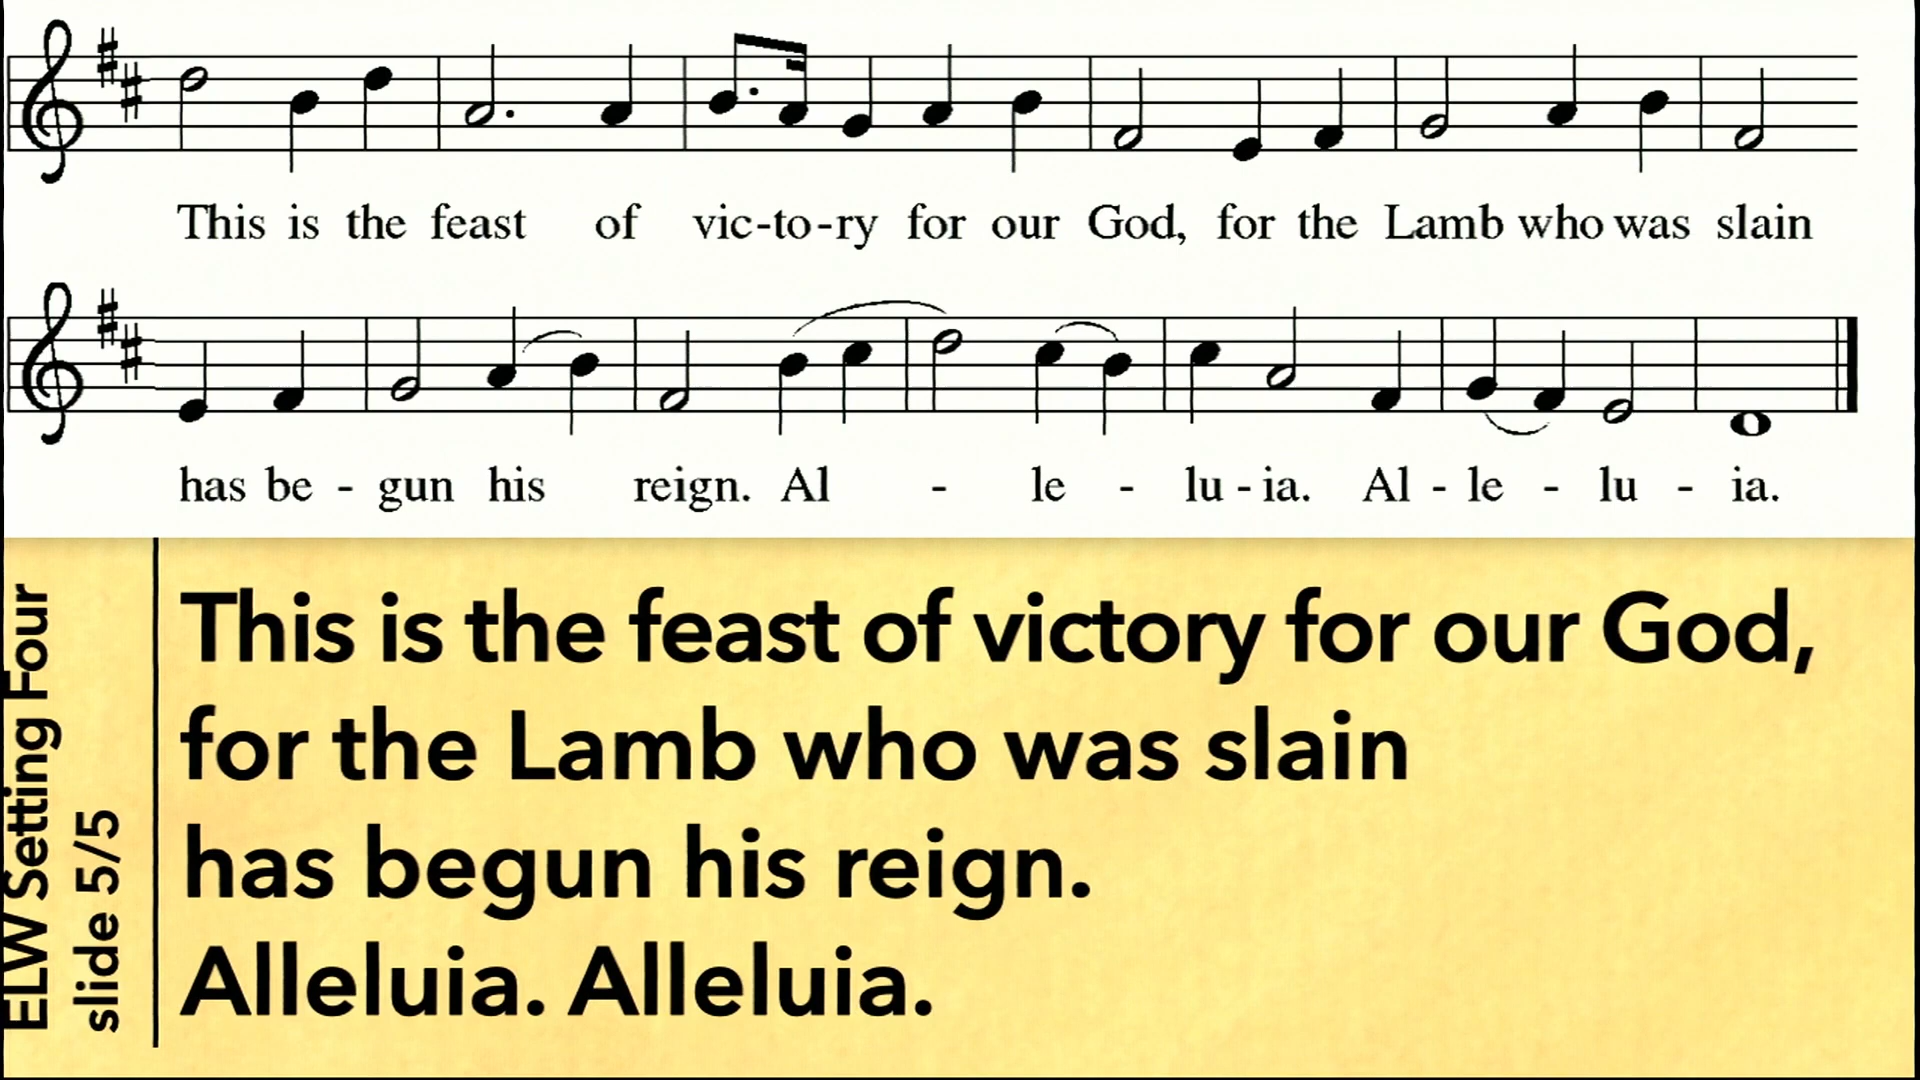 This is the feast of vic-to-ry for our God, for the Lamb who was slain
has be - gun his reign. Al - le - lu - ia. Al - le - lu - ia.
ELW Setting Four
slide 5/5
This is the feast of victory for our God,
for the Lamb who was slain
has begun his reign.
Alleluia. Alleluia.